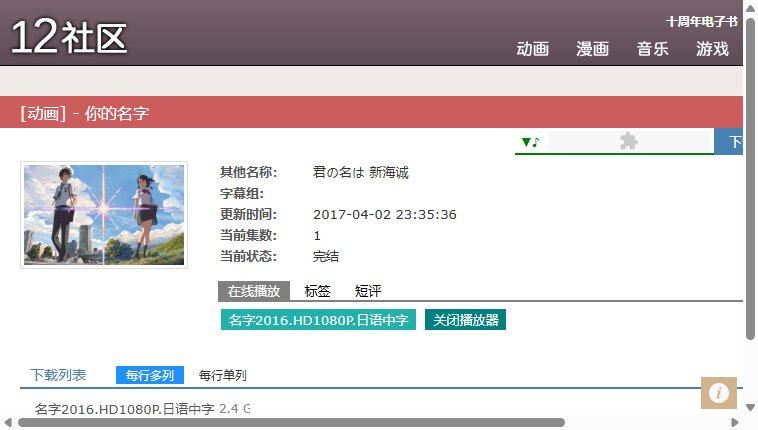 12社区
十周年电子书
动画 漫画 音乐 游戏
[动画] - 你的名字
▼♪
其他名称: 君の名は 新海诚
字幕组:
更新时间: 2017-04-02 23:35:36
当前集数: 1
当前状态: 完结
在线播放 标签 短评
名字2016.HD1080P.日语中字 关闭播放器
下载列表 每行多列 每行单列
名字2016.HD1080P.日语中字 2.4 G